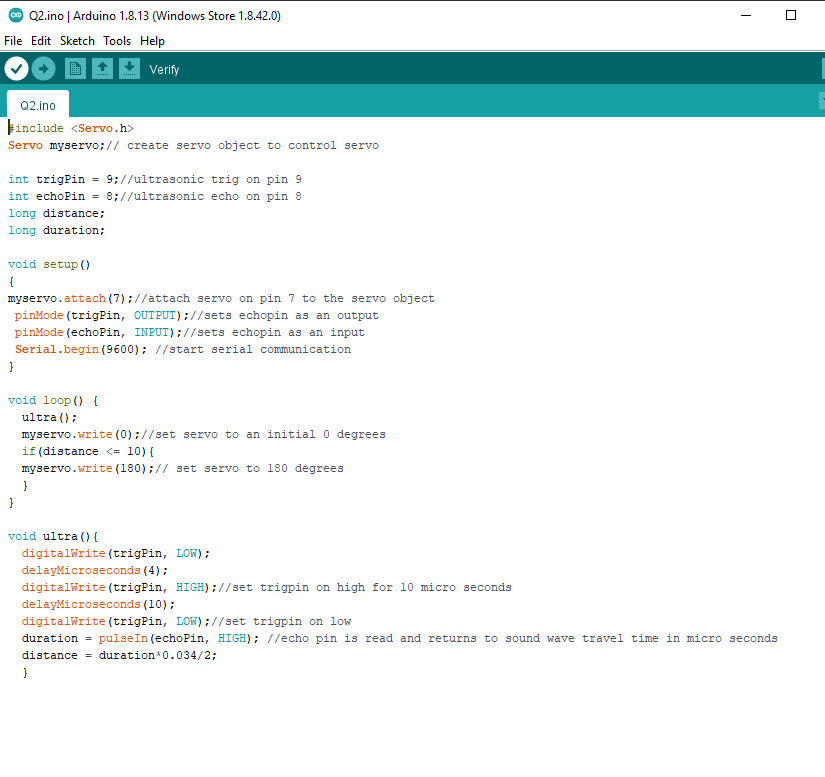 Q2.ino | Arduino 1.8.13 (Windows Store 1.8.42.0)
File Edit Sketch Tools Help
Verify
Q2.ino
#include <Servo.h>
Servo myservo;// create servo object to control servo
int trigPin = 9;//ultrasonic trig on pin 9
int echoPin = 8;//ultrasonic echo on pin 8
long distance;
long duration;
void setup()
{
myservo.attach(7);//attach servo on pin 7 to the servo object
pinMode(trigPin, OUTPUT);//sets echopin as an output
pinMode(echoPin, INPUT);//sets echopin as an input
Serial.begin(9600); //start serial communication
}
void loop() {
ultra();
myservo.write(0);//set servo to an initial 0 degrees
if(distance <= 10){
myservo.write(180);// set servo to 180 degrees
}
}
void ultra(){
digitalWrite(trigPin, LOW);
delayMicroseconds(4);
digitalWrite(trigPin, HIGH);//set trigpin on high for 10 micro seconds
delayMicroseconds(10);
digitalWrite(trigPin, LOW);//set trigpin on low
duration = pulseIn(echoPin, HIGH); //echo pin is read and returns to sound wave travel time in micro seconds
distance = duration*0.034/2;
}